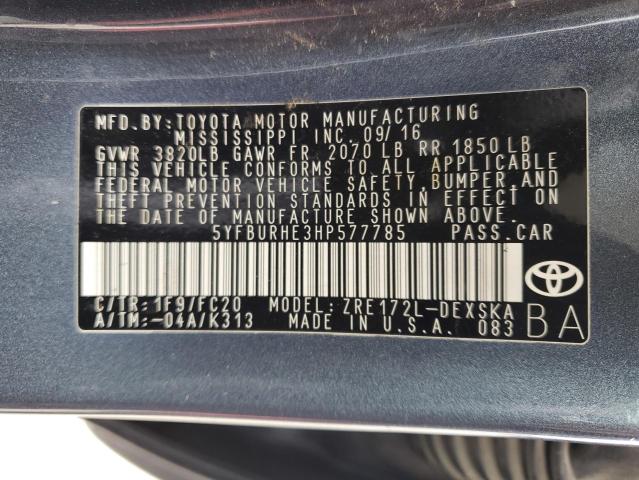 MFD.BY:TOYOTA MOTOR MANUFACTURING
MISSISSIPPI INC. 09/16
GVWR 3820LB GAWR FR 2070 LB RR 1850 LB
THIS VEHICLE CONFORMS TO ALL APPLICABLE
FEDERAL MOTOR VEHICLE SAFETY,BUMPER,AND
THEFT PREVENTION STANDARDS IN EFFECT ON
THE DATE OF MANUFACTURE SHOWN ABOVE.
5YFBURHE3HP577785 PASS.CAR
C/TR:1F9/FC20 MODEL:ZRE172L-DEXSKA
A/TM:-04A/K313 MADE IN U.S.A. 083
BA